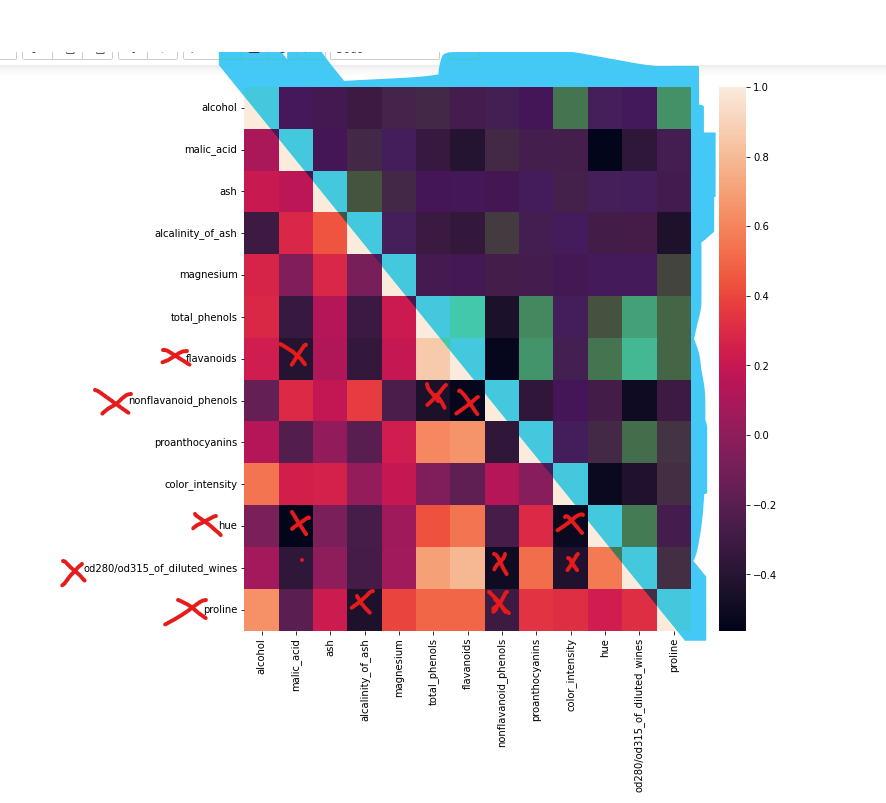 alcohol
malic_acid
ash
alcalinity_of_ash
magnesium
total_phenols
flavanoids
nonflavanoid_phenols
proanthocyanins
color_intensity
hue
od280/od315_of_diluted_wines
proline
1.0
0.8
0.6
0.4
0.2
0.0
−0.2
−0.4
alcohol
malic_acid
ash
alcalinity_of_ash
magnesium
total_phenols
flavanoids
nonflavanoid_phenols
proanthocyanins
color_intensity
hue
od280/od315_of_diluted_wines
proline